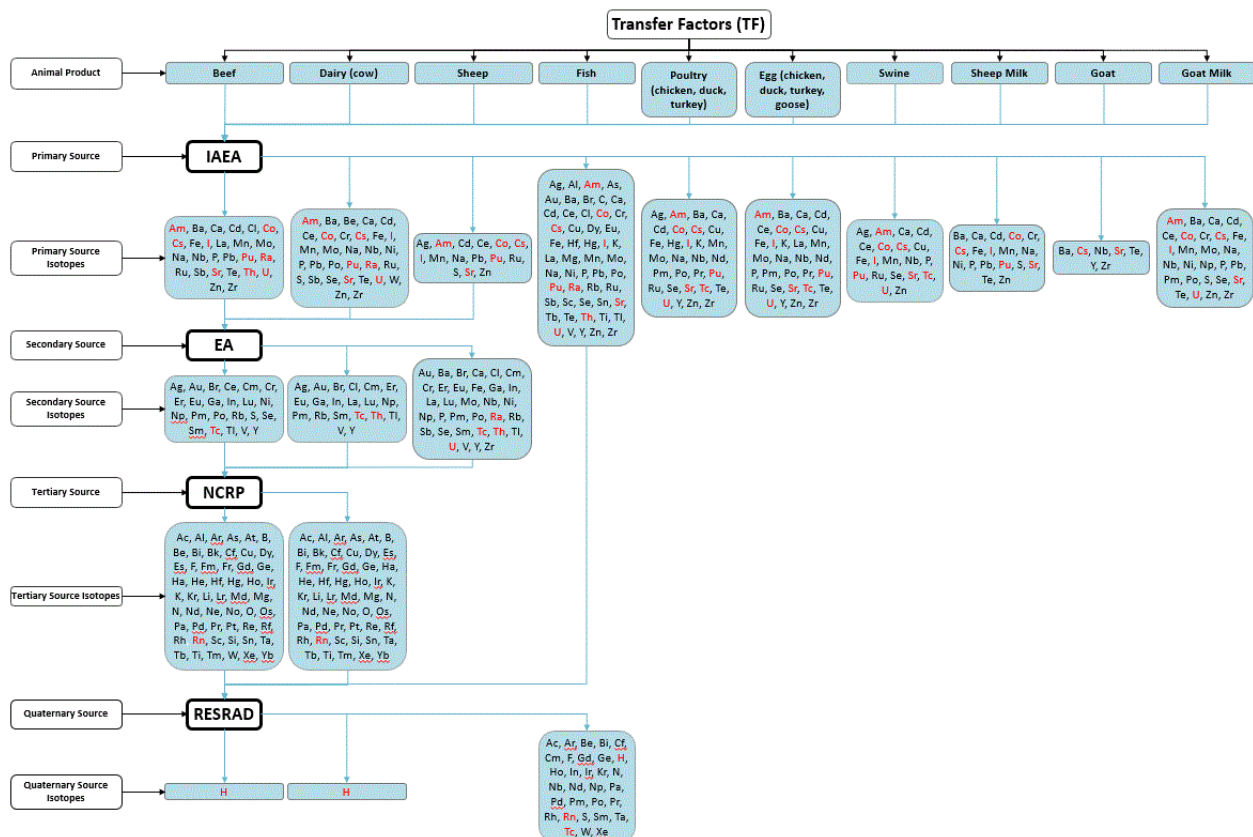 Transfer Factors (TF)
Animal Product
Beef
Dairy (cow)
Sheep
Fish
Poultry
(chicken, duck,
turkey)
Egg (chicken,
duck, turkey,
goose)
Swine
Sheep Milk
Goat
Goat Milk
Primary Source
IAEA
Primary Source
Isotopes
Am, Ba, Ca, Cd, Cl, Co,
Cs, Fe, I, La, Mn, Mo,
Na, Nb, P, Pb, Pu, Ra,
Ru, Sb, Sr, Te, Th, U,
Zn, Zr
Am, Ba, Be, Ca, Cd,
Ce, Co, Cr, Cs, Fe, I,
Mn, Mo, Na, Nb, Ni,
P, Pb, Po, Pu, Ra, Ru,
S, Sb, Se, Sr, Te, U, W,
Zn, Zr
Ag, Am, Cd, Ce, Co, Cs,
I, Mn, Na, Pb, Pu, Ru,
S, Sr, Zn
Ag, Al, Am, As,
Au, Ba, Br, C, Ca,
Cd, Ce, Cl, Co, Cr,
Cs, Cu, Dy, Eu,
Fe, Hf, Hg, I, K,
La, Mg, Mn, Mo,
Na, Ni, Pb, Po,
Pu, Ra, Rb, Ru,
Sb, Sc, Se, Sn, Sr,
Tb, Te, Th, Ti, Tl,
U, V, Y, Zn, Zr
Ag, Am, Ba, Ca,
Cd, Co, Cs, Cu,
Fe, Hg, I, K, Mn,
Mo, Na, Nb, Nd,
Pm, Po, Pr, Pu,
Ru, Se, Sr, Tc, Te,
U, Y, Zn, Zr
Am, Ba, Ca, Cd,
Ce, Co, Cs, Cu,
Fe, I, K, La, Mn,
Mo, Na, Nb, Nd,
P, Pm, Po, Pr, Pu,
Ru, Se, Sr, Tc, Te,
U, Y, Zn, Zr
Ag, Am, Ca, Cd,
Ce, Co, Cs, Cu,
Fe, I, Mn, Nb, P,
Pu, Ru, Se, Sr, Tc,
U, Zn
Ba, Ca, Cd, Co, Cr,
Cs, Fe, I, Mn, Na,
Ni, P, Pb, Pu, S, Sr,
Te, Zn
Ba, Cs, Nb, Sr, Te,
Y, Zr
Am, Ba, Ca, Cd,
Ce, Co, Cr, Cs, Fe,
I, Mn, Mo, Na,
Nb, Ni, Np, P, Pb,
Pm, Po, S, Se, Sr,
Te, U, Zn, Zr
Secondary Source
EA
Secondary Source
Isotopes
Ag, Au, Br, Ce, Cm, Cr,
Er, Eu, Ga, In, Lu, Ni,
Np, Pm, Po, Rb, S, Se,
Sm, Tc, Tl, V, Y
Ag, Au, Br, Cl, Cm, Er,
Eu, Ga, In, La, Lu, Np,
Pm, Rb, Sm, Tc, Th, Tl,
V, Y
Au, Ba, Br, Ca, Cl, Cm,
Cr, Er, Eu, Fe, Ga, In,
La, Lu, Mo, Nb, Ni,
Np, P, Pm, Po, Ra, Rb,
Sb, Se, Sm, Tc, Th, Tl,
U, V, Y, Zr
Tertiary Source
NCRP
Tertiary Source Isotopes
Ac, Al, Ar, As, At, B,
Be, Bi, Bk, Cf, Cu, Dy,
Es, F, Fm, Fr, Gd, Ge,
Ha, He, Hf, Hg, Ho, Ir,
K, Kr, Li, Lr, Md, Mg,
N, Nd, Ne, No, O, Os,
Pa, Pd, Pr, Pt, Re, Rf,
Rh Rn, Sc, Si, Sn, Ta,
Tb, Ti, Tm, W, Xe, Yb
Ac, Al, Ar, As, At, B,
Bi, Bk, Cf, Cu, Dy, Es,
F, Fm, Fr, Gd, Ge, Ha,
He, Hf, Hg, Ho, Ir, K,
Kr, Li, Lr, Md, Mg, N,
Nd, Ne, No, O, Os,
Pa, Pd, Pr, Pt, Re, Rf,
Rh, Rn, Sc, Si, Sn, Ta,
Tb, Ti, Tm, Xe, Yb
Quaternary Source
RESRAD
Quaternary Source
Isotopes
H
H
Ac, Ar, Be, Bi, Cf,
Cm, F, Gd, Ge, H,
Ho, In, Ir, Kr, N,
Nb, Nd, Np, Pa,
Pd, Pm, Po, Pr,
Rh, Rn, S, Sm, Ta,
Tc, W, Xe